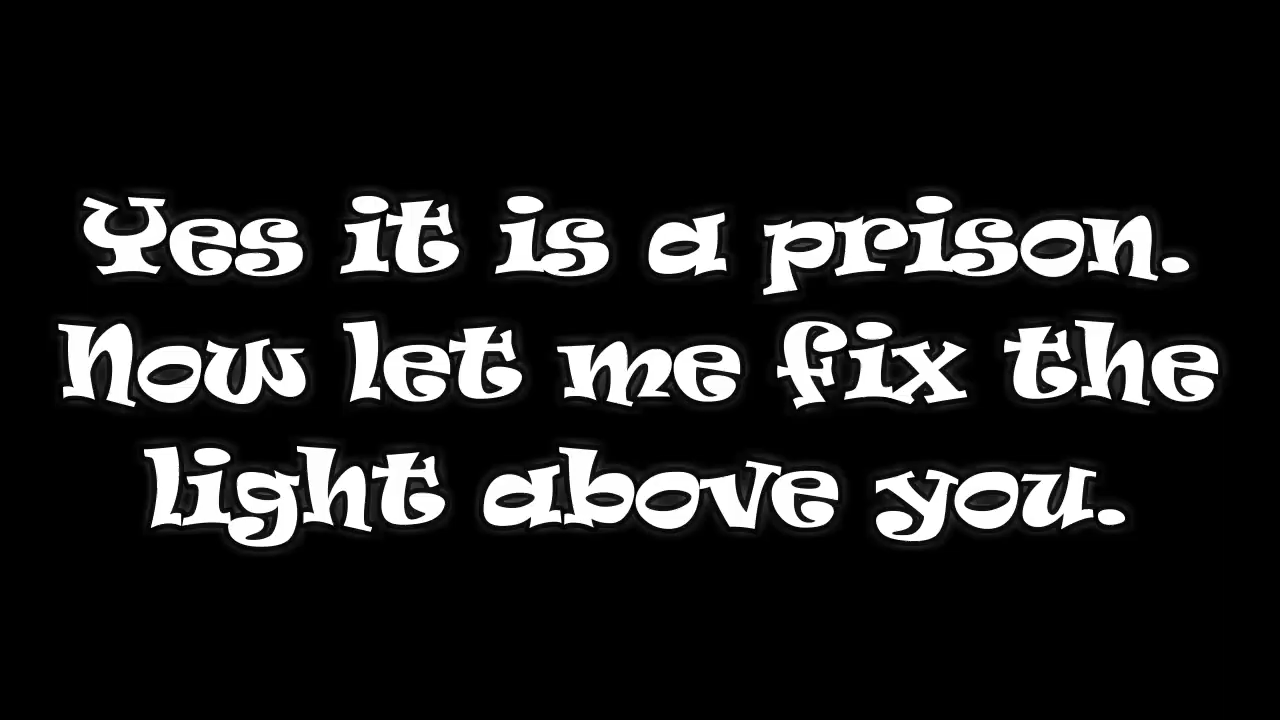 Yes it is a prison.
Now let me fix the
light above you.